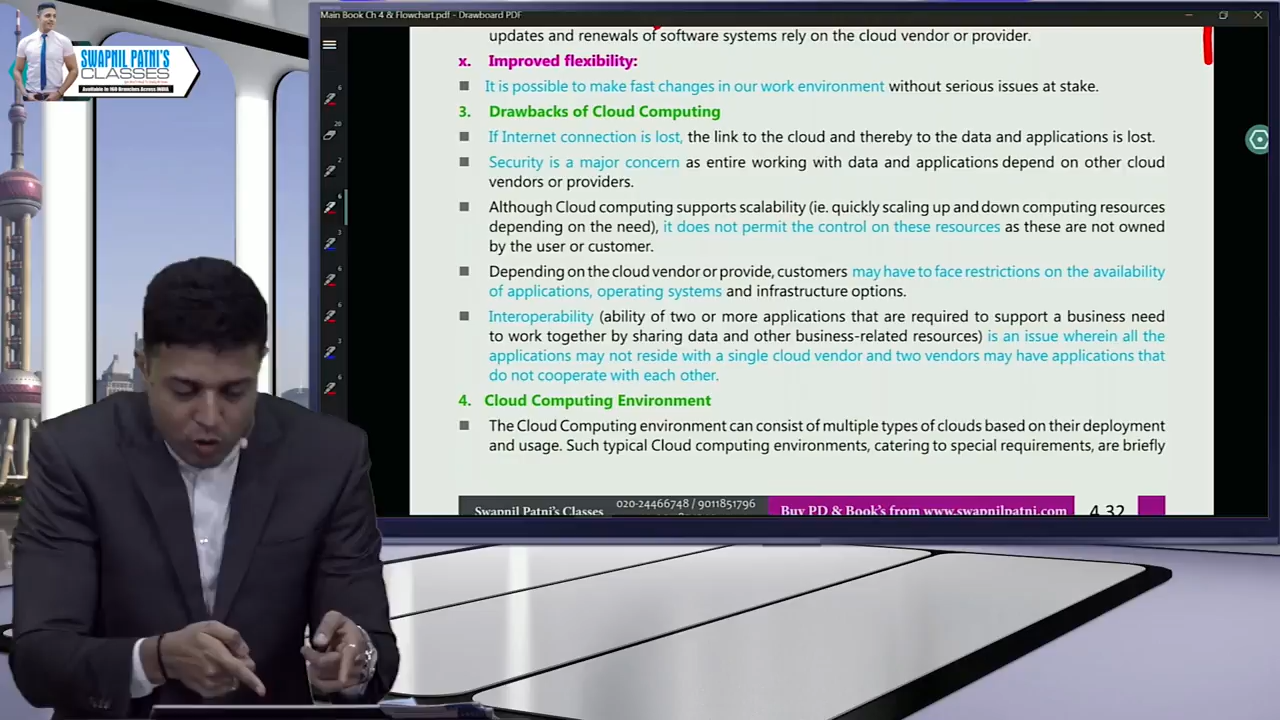 SWAPNIL PATNI'S
CLASSES
Available in 160 Branches Across INDIA
Main Book Ch 4 & Flowchart.pdf - Drawboard PDF
updates and renewals of software systems rely on the cloud vendor or provider.
x. Improved flexibility:
■ It is possible to make fast changes in our work environment without serious issues at stake.
3. Drawbacks of Cloud Computing
■ If Internet connection is lost, the link to the cloud and thereby to the data and applications is lost.
■ Security is a major concern as entire working with data and applications depend on other cloud
vendors or providers.
■ Although Cloud computing supports scalability (ie. quickly scaling up and down computing resources
depending on the need), it does not permit the control on these resources as these are not owned
by the user or customer.
■ Depending on the cloud vendor or provide, customers may have to face restrictions on the availability
of applications, operating systems and infrastructure options.
■ Interoperability (ability of two or more applications that are required to support a business need
to work together by sharing data and other business-related resources) is an issue wherein all the
applications may not reside with a single cloud vendor and two vendors may have applications that
do not cooperate with each other.
4. Cloud Computing Environment
■ The Cloud Computing environment can consist of multiple types of clouds based on their deployment
and usage. Such typical Cloud computing environments, catering to special requirements, are briefly
Swapnil Patni's Classes 020-24466748 / 9011851796 Buy PD & Book's from www.swapnilpatni.com 4.32